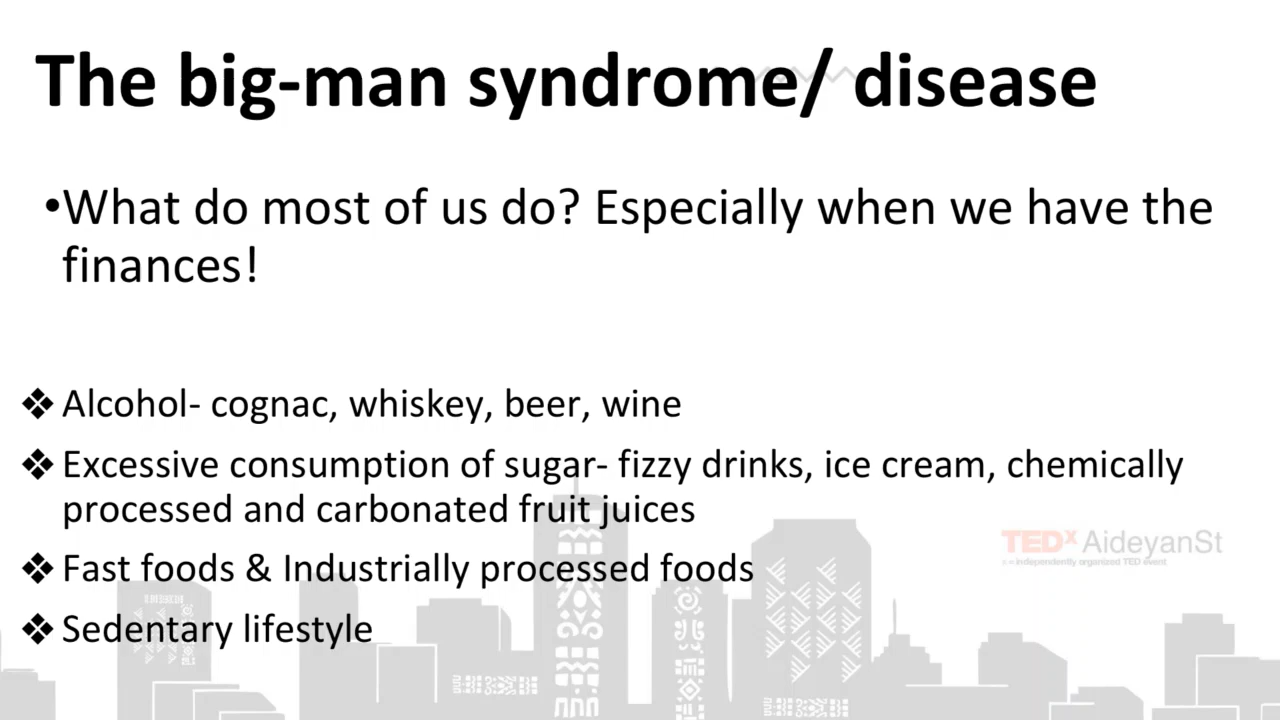 The big-man syndrome/ disease
•What do most of us do? Especially when we have the
finances!
❖ Alcohol- cognac, whiskey, beer, wine
❖ Excessive consumption of sugar- fizzy drinks, ice cream, chemically
processed and carbonated fruit juices
❖ Fast foods & Industrially processed foods
❖ Sedentary lifestyle
TEDx AideyanSt
x = independently organized TED event